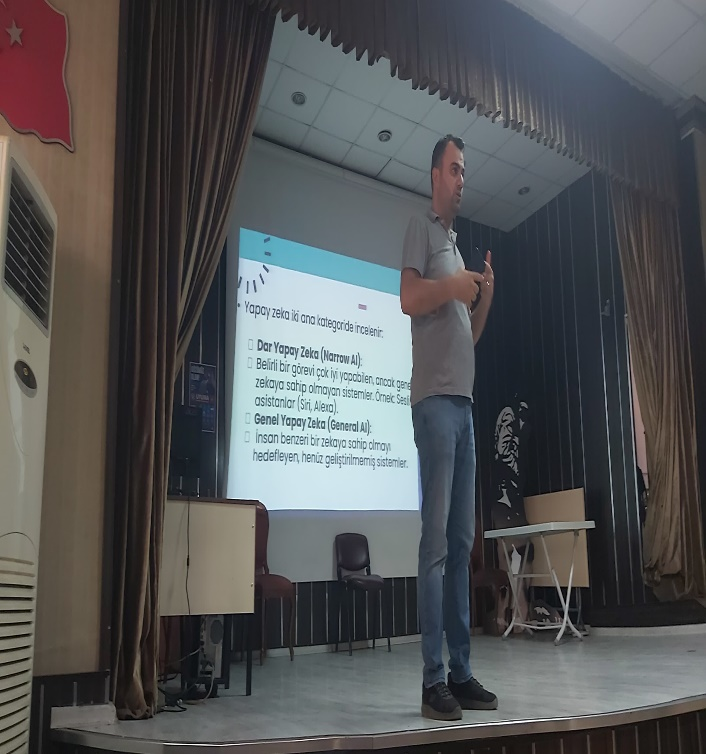 Yapay zeka iki ana kategoride incelenir:
Dar Yapay Zeka (Narrow AI):
Belirli bir görevi çok iyi yapabilen, ancak gene
zekaya sahip olmayan sistemler. Örnek: Sesli
asistanlar (Siri, Alexa).
Genel Yapay Zeka (General AI):
İnsan benzeri bir zekaya sahip olmayı
hedefleyen, henüz geliştirilmemiş sistemler.